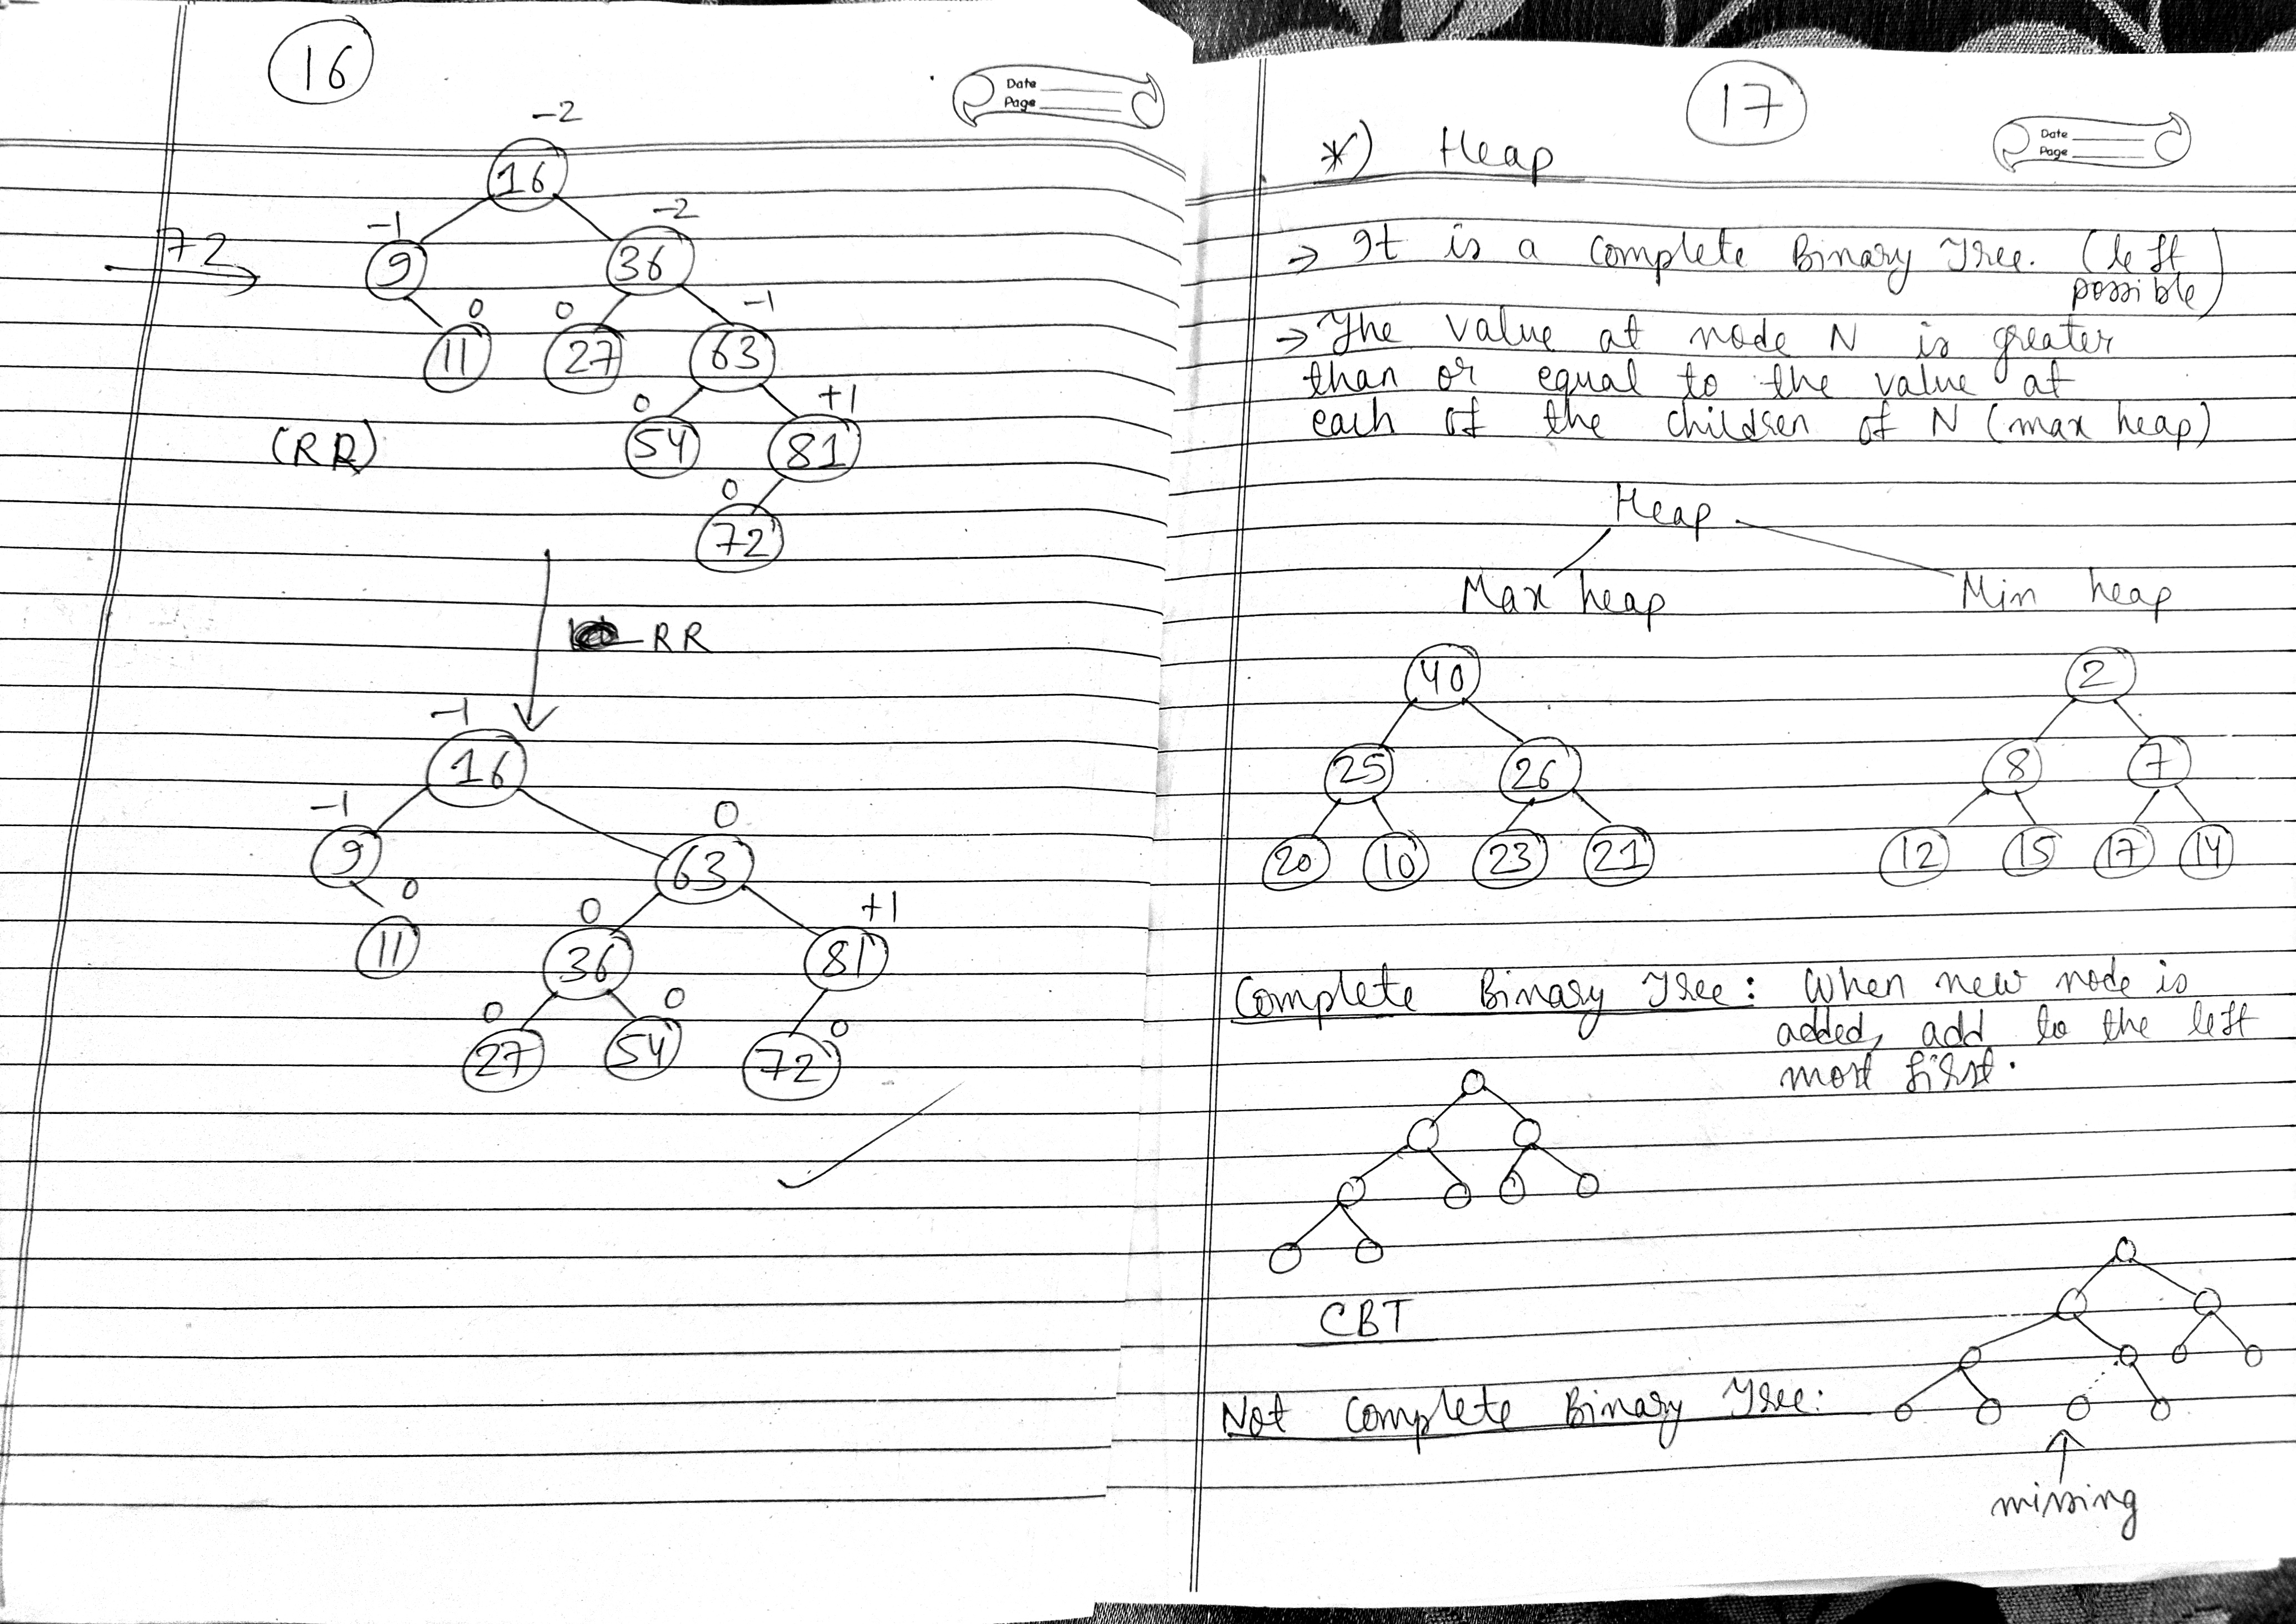 16
Date
Page
-2
16
72
-1
-2
9
36
0
0
-1
11
27
63
0
+1
(RR)
54
81
0
72
RR
-1
16
-1
0
9
63
0
0
+1
11
36
81
0
0
0
27
54
72
17
Date
Page
*) Heap
→ It is a Complete Binary Tree. (left
possible)
→ The value at node N is greater
than or equal to the value at
each of the children of N (max heap)
Heap
Max heap Min heap
40 2
25 26 8 7
20 10 23 21 12 15 17 14
Complete Binary Tree: When new node is
added, add to the left
most first.
CBT
Not Complete Binary Tree:
missing